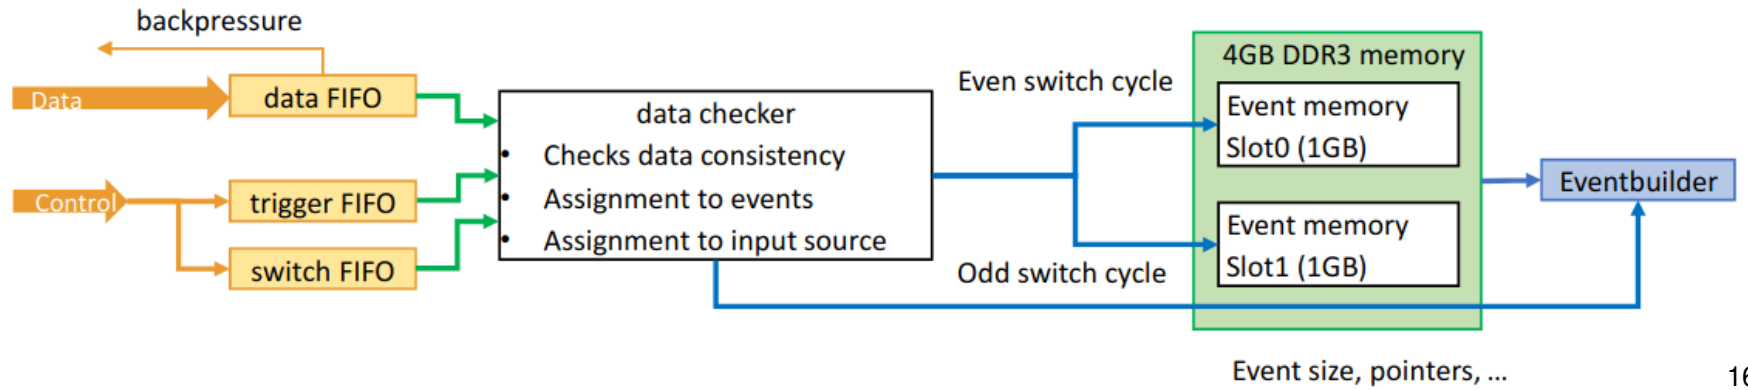 backpressure
Data
data FIFO
Control
trigger FIFO
switch FIFO
data checker
• Checks data consistency
• Assignment to events
• Assignment to input source
Even switch cycle
Odd switch cycle
4GB DDR3 memory
Event memory
Slot0 (1GB)
Event memory
Slot1 (1GB)
Eventbuilder
Event size, pointers, ...
16